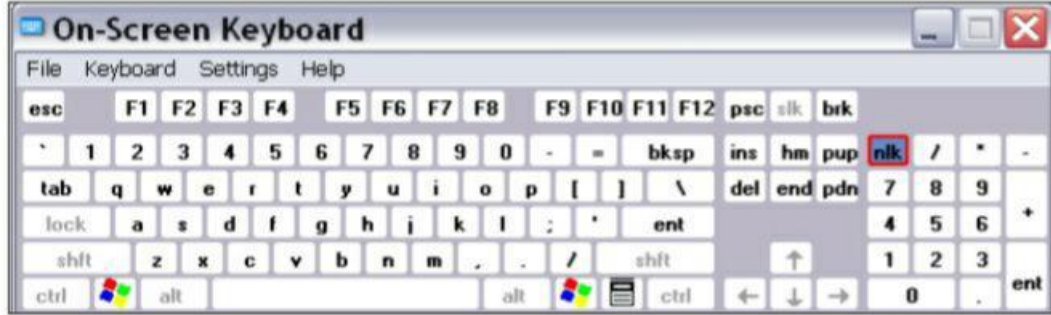 On-Screen Keyboard
File Keyboard Settings Help
esc F1 F2 F3 F4 F5 F6 F7 F8 F9 F10 F11 F12 psc slk brk
` 1 2 3 4 5 6 7 8 9 0 - = bksp ins hm pup nlk / * -
tab q w e r t y u i o p [ ] \ del end pdn 7 8 9 +
lock a s d f g h j k l ; ' ent 4 5 6
shft z x c v b n m , . / shft ↑ 1 2 3 ent
ctrl alt alt ctrl ← ↓ → 0 .